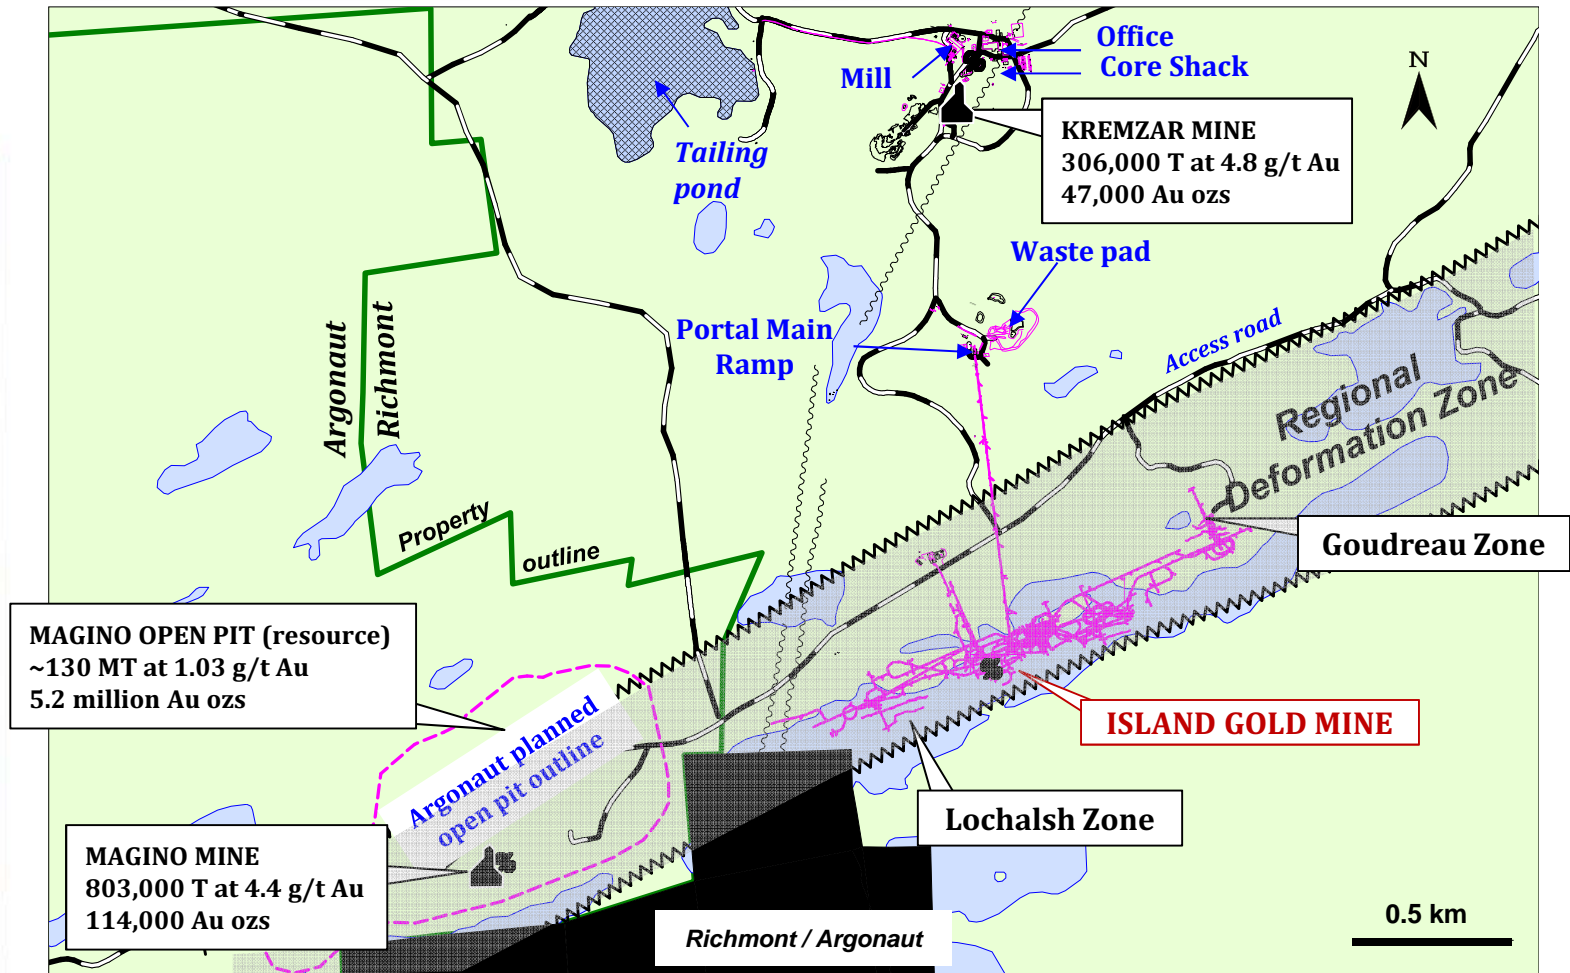 Office
Core Shack
Mill
N
KREMZAR MINE
306,000 T at 4.8 g/t Au
47,000 Au ozs
Tailing
pond
Waste pad
Portal Main
Ramp
Access road
Argonaut
Richmont
Regional
Deformation Zone
Property
outline
Goudreau Zone
MAGINO OPEN PIT (resource)
~130 MT at 1.03 g/t Au
5.2 million Au ozs
ISLAND GOLD MINE
Argonaut planned
open pit outline
Lochalsh Zone
MAGINO MINE
803,000 T at 4.4 g/t Au
114,000 Au ozs
Richmont / Argonaut
0.5 km